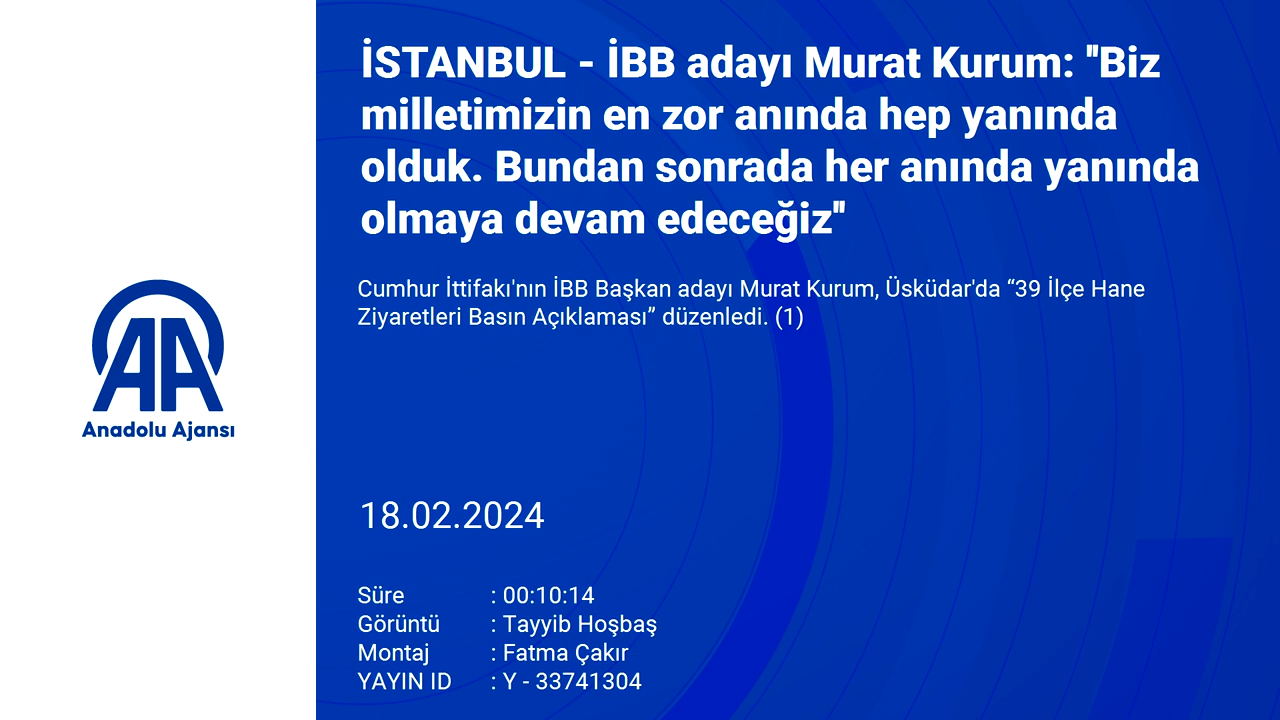 İSTANBUL - İBB adayı Murat Kurum: "Biz
milletimizin en zor anında hep yanında
olduk. Bundan sonrada her anında yanında
olmaya devam edeceğiz"
Cumhur İttifakı'nın İBB Başkan adayı Murat Kurum, Üsküdar'da “39 İlçe Hane
Ziyaretleri Basın Açıklaması” düzenledi. (1)
AA
Anadolu Ajansı
18.02.2024
Süre : 00:10:14
Görüntü : Tayyib Hoşbaş
Montaj : Fatma Çakır
YAYIN ID : Y - 33741304